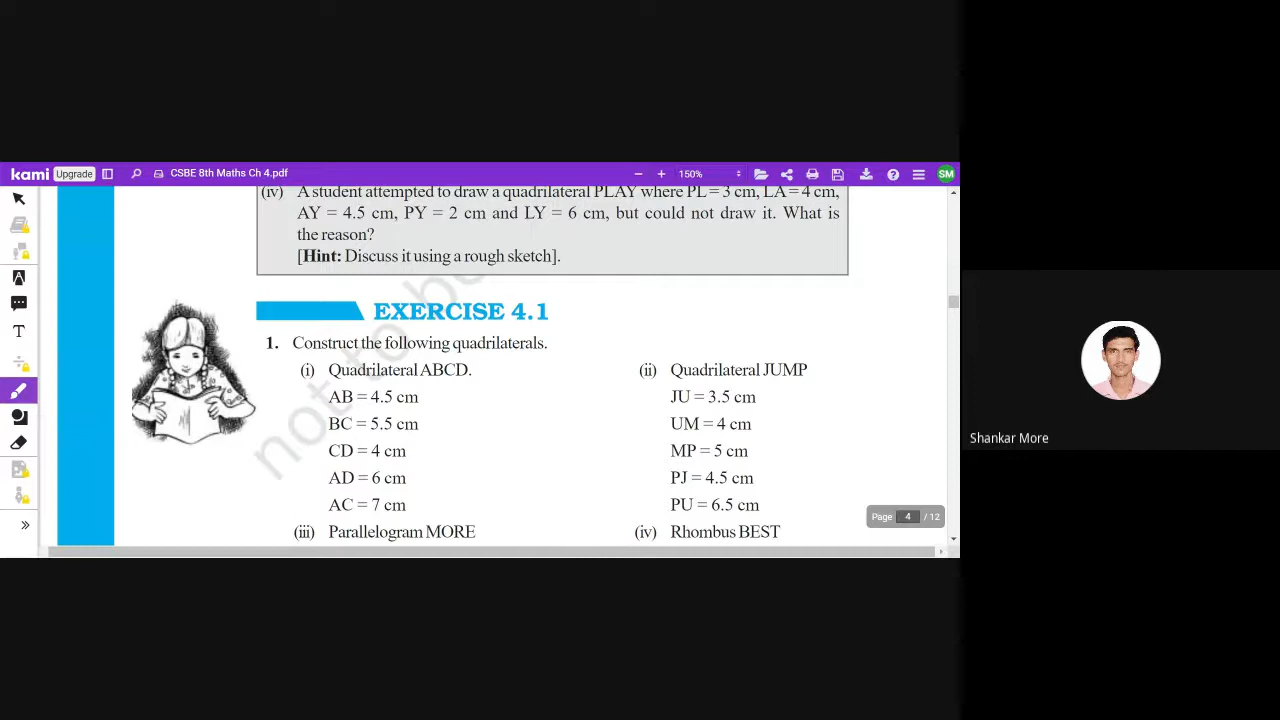 kami Upgrade CSBE 8th Maths Ch 4.pdf 150% SM
(iv) A student attempted to draw a quadrilateral PLAY where PL = 3 cm, LA = 4 cm,
AY = 4.5 cm, PY = 2 cm and LY = 6 cm, but could not draw it. What is
the reason?
[Hint: Discuss it using a rough sketch].
EXERCISE 4.1
1. Construct the following quadrilaterals.
(i) Quadrilateral ABCD. (ii) Quadrilateral JUMP
AB = 4.5 cm JU = 3.5 cm
BC = 5.5 cm UM = 4 cm
CD = 4 cm MP = 5 cm
AD = 6 cm PJ = 4.5 cm
AC = 7 cm PU = 6.5 cm
(iii) Parallelogram MORE (iv) Rhombus BEST
Page 4 / 12
not to be
Shankar More